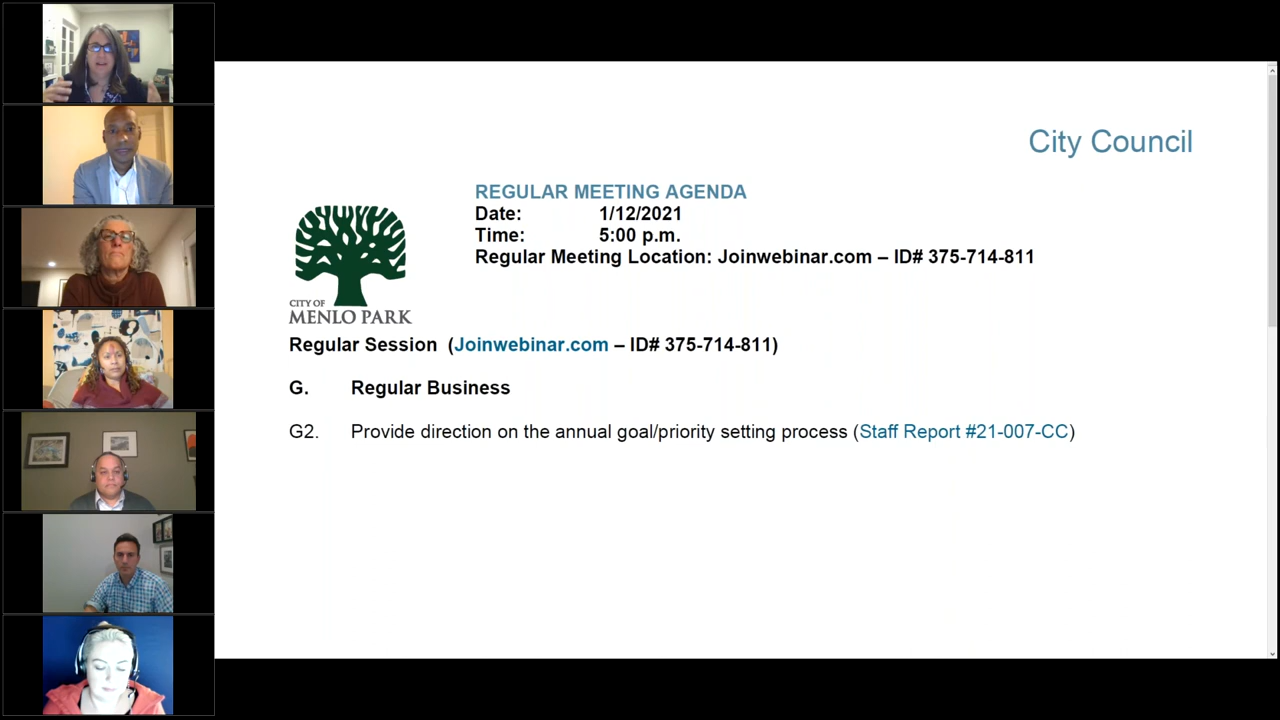 City Council
REGULAR MEETING AGENDA
Date: 1/12/2021
Time: 5:00 p.m.
Regular Meeting Location: Joinwebinar.com – ID# 375-714-811
CITY OF
MENLO PARK
Regular Session (Joinwebinar.com – ID# 375-714-811)
G. Regular Business
G2. Provide direction on the annual goal/priority setting process (Staff Report #21-007-CC)